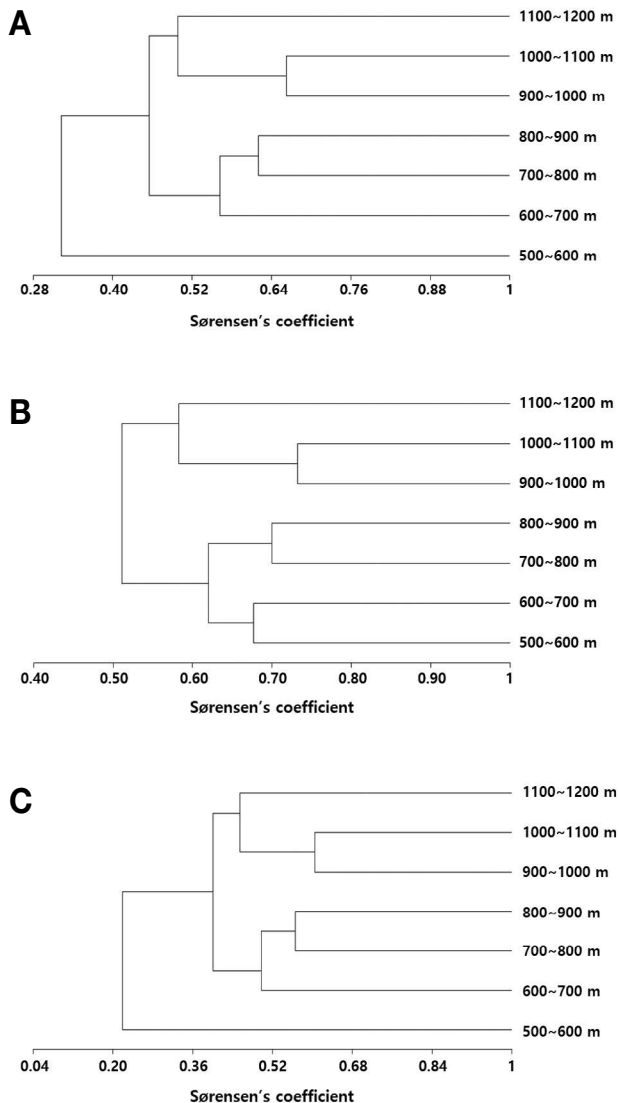 A
1100~1200 m
1000~1100 m
900~1000 m
800~900 m
700~800 m
600~700 m
500~600 m
0.28 0.40 0.52 0.64 0.76 0.88 1
Sørensen's coefficient
B
1100~1200 m
1000~1100 m
900~1000 m
800~900 m
700~800 m
600~700 m
500~600 m
0.40 0.50 0.60 0.70 0.80 0.90 1
Sørensen's coefficient
C
1100~1200 m
1000~1100 m
900~1000 m
800~900 m
700~800 m
600~700 m
500~600 m
0.04 0.20 0.36 0.52 0.68 0.84 1
Sørensen's coefficient